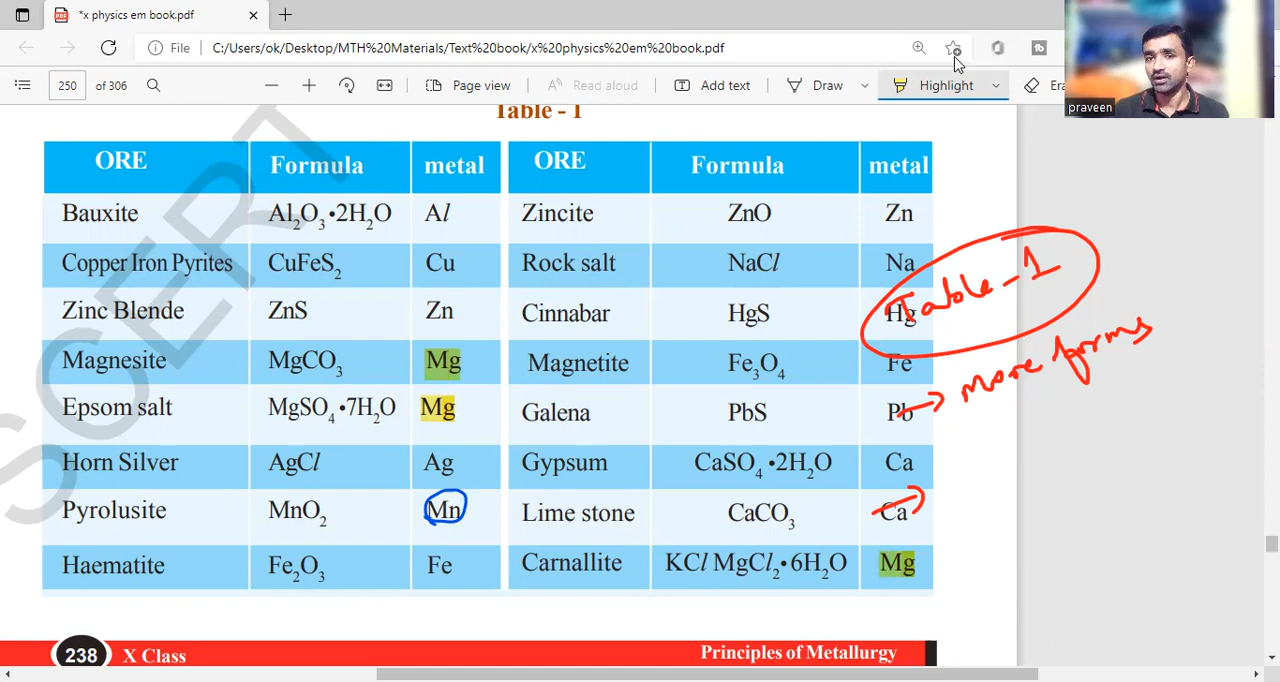 *x physics em book.pdf
File C:/Users/ok/Desktop/MTH%20Materials/Text%20book/x%20physics%20em%20book.pdf
250 of 306 Page view Read aloud Add text Draw Highlight Era
praveen
Table - 1
ORE Formula metal ORE Formula metal
Bauxite Al₂O₃•2H₂O Al Zincite ZnO Zn
Copper Iron Pyrites CuFeS₂ Cu Rock salt NaCl Na
Zinc Blende ZnS Zn Cinnabar HgS Hg
Table-1
Magnesite MgCO₃ Mg Magnetite Fe₃O₄ Fe
more forms
Epsom salt MgSO₄•7H₂O Mg Galena PbS Pb
Horn Silver AgCl Ag Gypsum CaSO₄•2H₂O Ca
Pyrolusite MnO₂ Mn Lime stone CaCO₃ Ca
Haematite Fe₂O₃ Fe Carnallite KCl MgCl₂•6H₂O Mg
SCERT
238 X Class Principles of Metallurgy